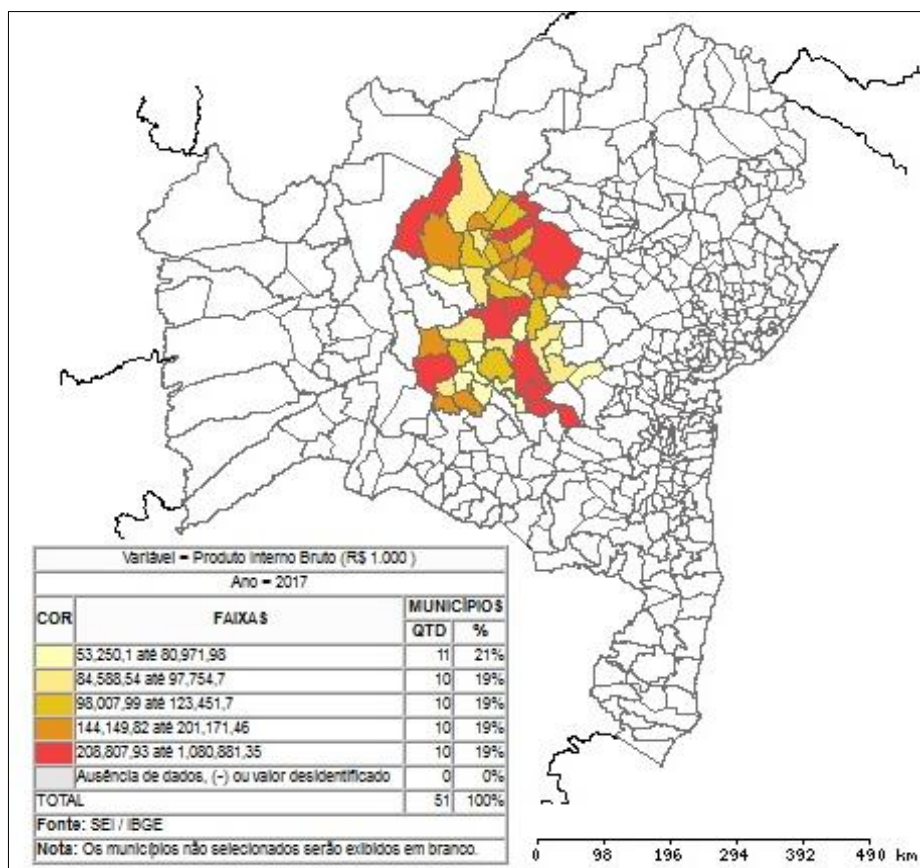 Variável = Produto Interno Bruto (R$ 1.000 )
Ano = 2017
COR FAIXAS MUNICÍPIOS
QTD %
53,250,1 até 80,971,98 11 21%
84,588,54 até 97,754,7 10 19%
98,007,99 até 123,451,7 10 19%
144,149,82 até 201,171,46 10 19%
208,807,93 até 1,080,881,35 10 19%
Ausência de dados, (-) ou valor desidentificado 0 0%
TOTAL 51 100%
Fonte: SEI / IBGE
Nota: Os municípios não selecionados serão exibidos em branco.
0 98 196 294 392 490 km